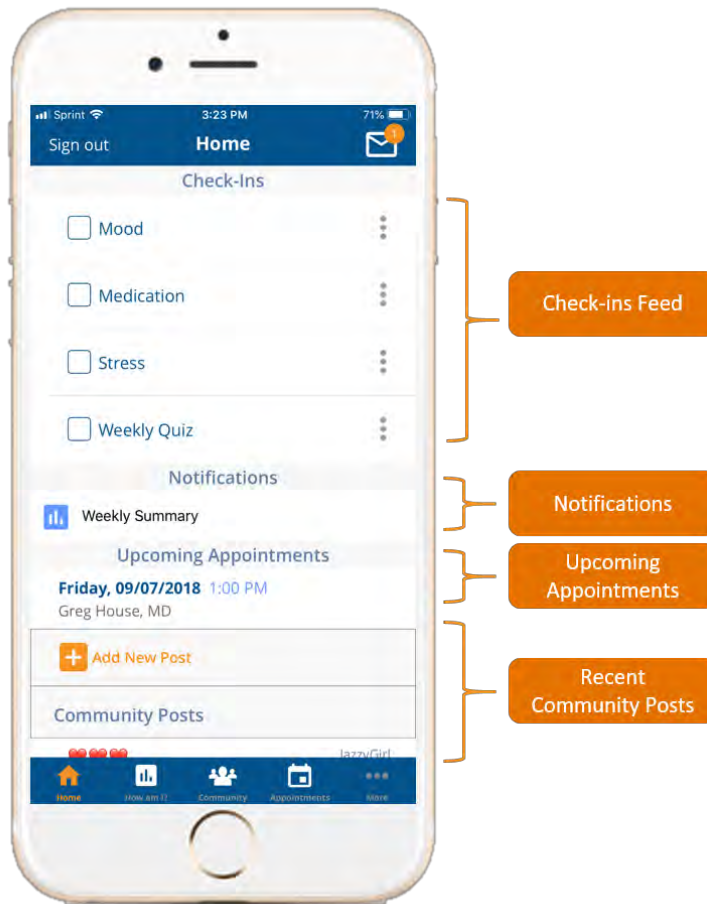 Sprint 3:23 PM 71%
Sign out Home 1
Check-Ins
Mood
Medication
Stress
Weekly Quiz
Notifications
Weekly Summary
Upcoming Appointments
Friday, 09/07/2018 1:00 PM
Greg House, MD
Add New Post
Community Posts
JazzyGirl
Home How am I? Community Appointments More
Check-ins Feed
Notifications
Upcoming
Appointments
Recent
Community Posts